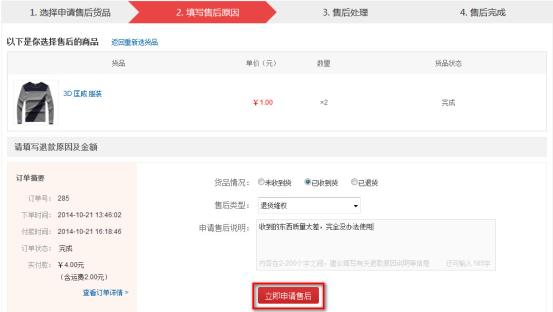 1. 选择申请售后货品 2. 填写售后原因 3. 售后处理 4. 售后完成
以下是你选择售后的商品 返回重新选货品
货品 单价（元） 数量 货品状态
3D 匡威 服装 ￥1.00 ×2 完成
请填写退款原因及金额
订单摘要
订单号： 285
下单时间： 2014-10-21 13:46:02
付款时间： 2014-10-21 16:18:46
订单状态： 完成
实付款： ￥4.00元
（含运费2.00元）
查看订单详情 >
货品情况： 未收到货 已收到货 已退货
售后类型： 退货维权
申请售后说明： 收到的东西质量太差，完全没办法使用
内容在2-200个字之间，建议填写有关退款原因说明等信息 还可输入183字
立即申请售后